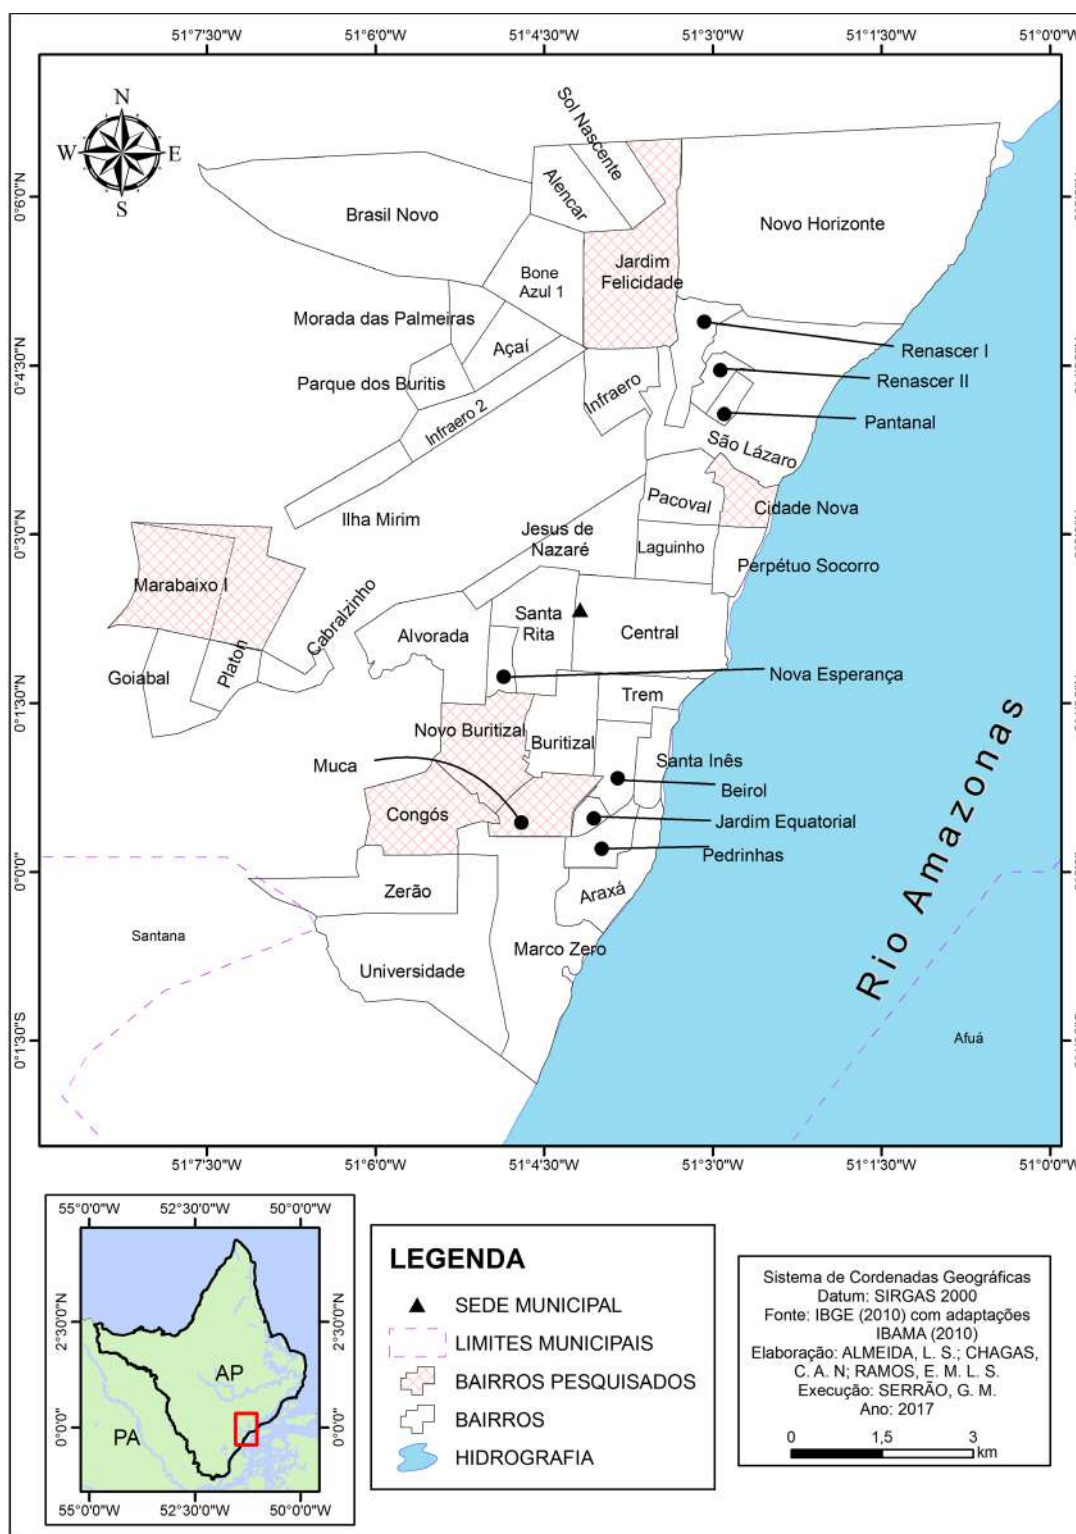 51°7'30"W 51°6'0"W 51°4'30"W 51°3'0"W 51°1'30"W 51°0'0"W
N
W E
S
0°6'0"N
0°4'30"N
0°3'0"N
0°1'30"N
0°0'0"
0°1'30"S
Sol Nascente
Alencar
Brasil Novo
Novo Horizonte
Jardim
Felicidade
Bone
Azul 1
Morada das Palmeiras
Açaí
Renascer I
Parque dos Buritis
Infraero
Renascer II
Infraero 2
Pantanal
São Lázaro
Pacoval
Cidade Nova
Ilha Mirim
Jesus de
Nazaré
Laguinho
Perpétuo Socorro
Marabaixo I
Cabralzinho
Santa
Rita
Alvorada
Central
Goiabal
Platon
Nova Esperança
Trem
Novo Buritizal
Buritizal
Muca
Santa Inês
Beirol
Congós
Jardim Equatorial
Pedrinhas
Zerão
Araxá
Santana
Marco Zero
Universidade
Rio Amazonas
Afuá
51°7'30"W 51°6'0"W 51°4'30"W 51°3'0"W 51°1'30"W 51°0'0"W
55°0'0"W 52°30'0"W 50°0'0"W
2°30'0"N 2°30'0"N
AP
PA
0°0'0" 0°0'0"
55°0'0"W 52°30'0"W 50°0'0"W
LEGENDA
SEDE MUNICIPAL
LIMITES MUNICIPAIS
BAIRROS PESQUISADOS
BAIRROS
HIDROGRAFIA
Sistema de Cordenadas Geográficas
Datum: SIRGAS 2000
Fonte: IBGE (2010) com adaptações
IBAMA (2010)
Elaboração: ALMEIDA, L. S.; CHAGAS,
C. A. N; RAMOS, E. M. L. S.
Execução: SERRÃO, G. M.
Ano: 2017
0 1,5 3
km